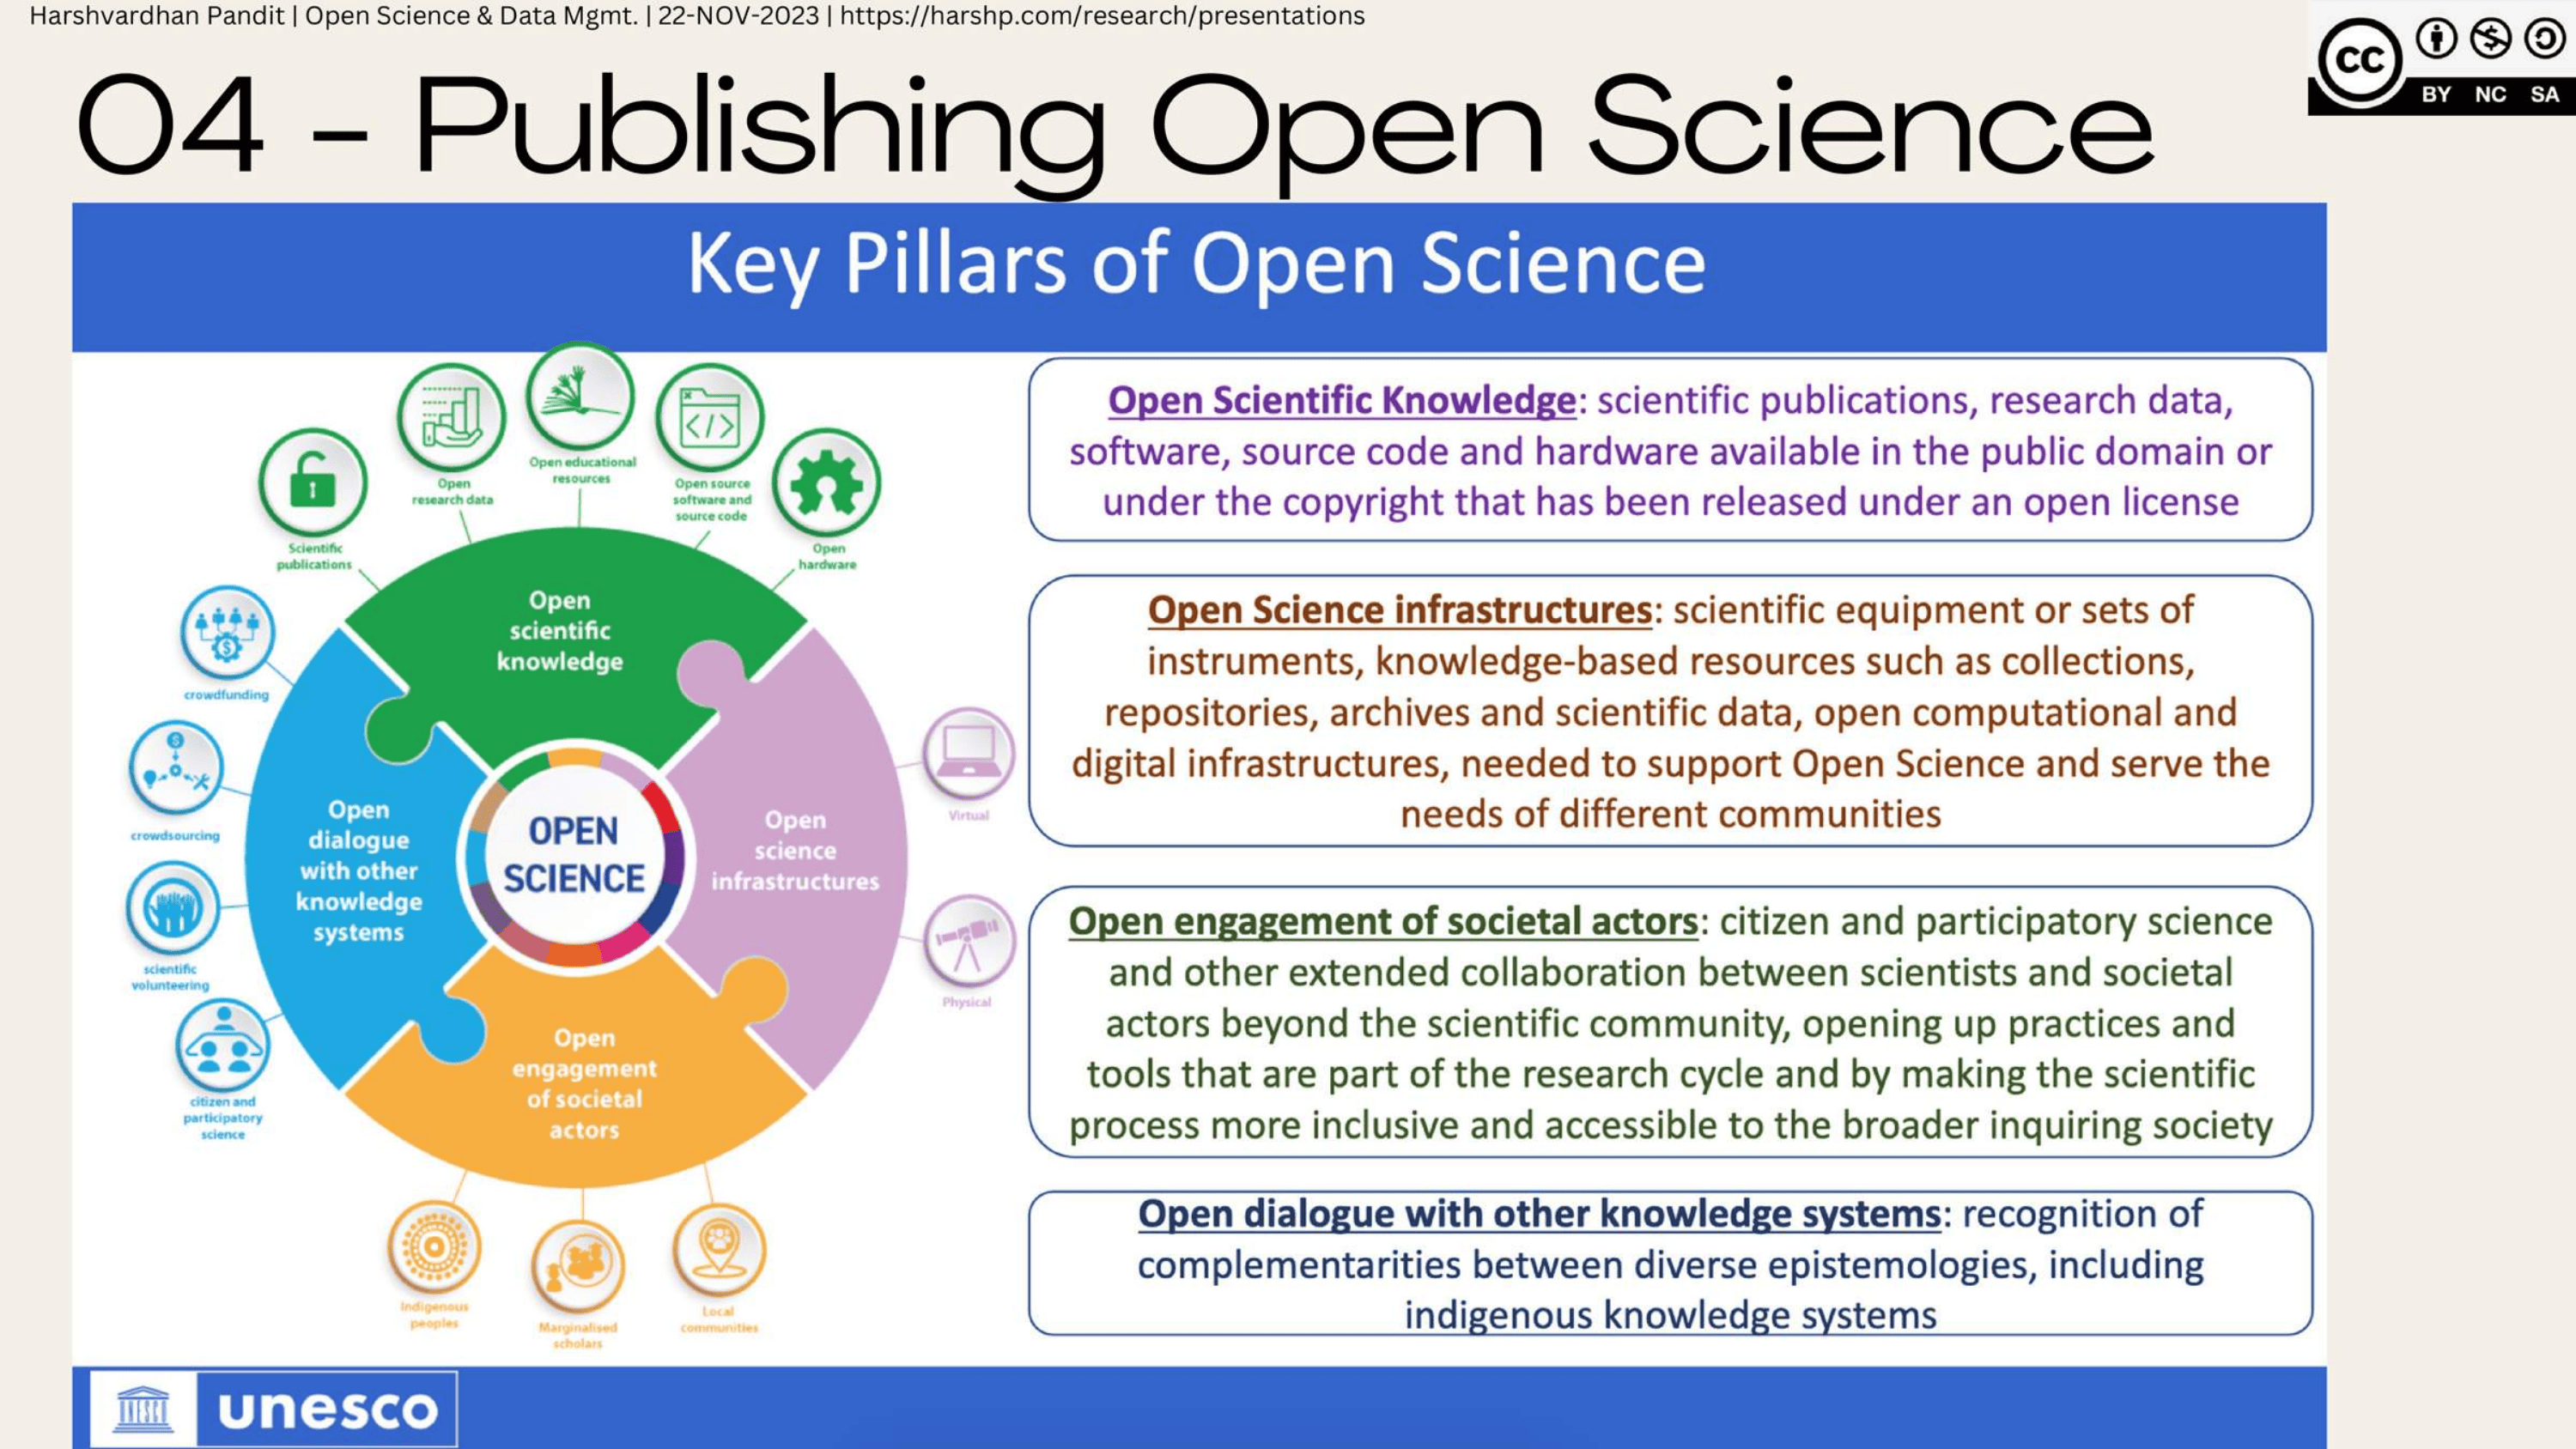 Harshvardhan Pandit | Open Science & Data Mgmt. | 22-NOV-2023 | https://harshp.com/research/presentations
cc
BY NC SA
04 - Publishing Open Science
Key Pillars of Open Science
Scientific
publications
Open
research data
Open educational
resources
Open source
software and
source code
Open
hardware
Open
scientific
knowledge
crowdfunding
crowdsourcing
scientific
volunteering
citizen and
participatory
science
Open
dialogue
with other
knowledge
systems
OPEN
SCIENCE
Open
science
infrastructures
Virtual
Physical
Open
engagement
of societal
actors
Indigenous
peoples
Marginalised
scholars
Local
communities
Open Scientific Knowledge: scientific publications, research data,
software, source code and hardware available in the public domain or
under the copyright that has been released under an open license
Open Science infrastructures: scientific equipment or sets of
instruments, knowledge-based resources such as collections,
repositories, archives and scientific data, open computational and
digital infrastructures, needed to support Open Science and serve the
needs of different communities
Open engagement of societal actors: citizen and participatory science
and other extended collaboration between scientists and societal
actors beyond the scientific community, opening up practices and
tools that are part of the research cycle and by making the scientific
process more inclusive and accessible to the broader inquiring society
Open dialogue with other knowledge systems: recognition of
complementarities between diverse epistemologies, including
indigenous knowledge systems
unesco